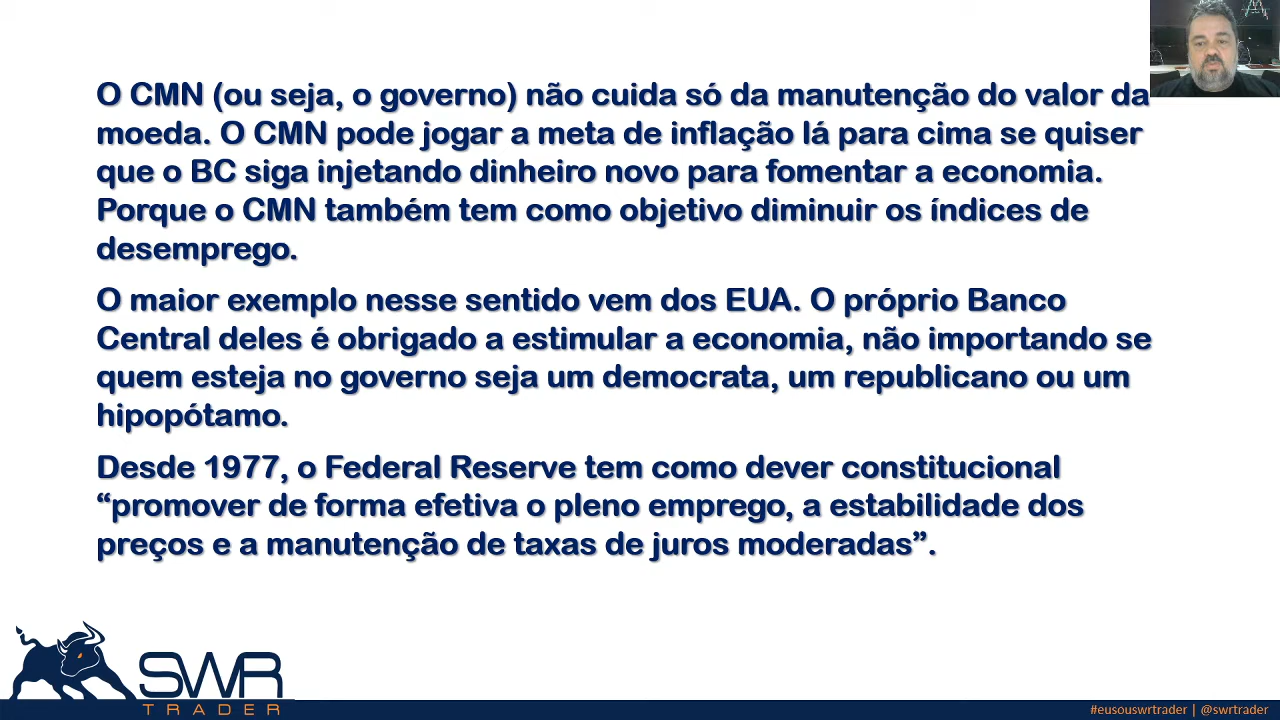 O CMN (ou seja, o governo) não cuida só da manutenção do valor da
moeda. O CMN pode jogar a meta de inflação lá para cima se quiser
que o BC siga injetando dinheiro novo para fomentar a economia.
Porque o CMN também tem como objetivo diminuir os índices de
desemprego.
O maior exemplo nesse sentido vem dos EUA. O próprio Banco
Central deles é obrigado a estimular a economia, não importando se
quem esteja no governo seja um democrata, um republicano ou um
hipopótamo.
Desde 1977, o Federal Reserve tem como dever constitucional
“promover de forma efetiva o pleno emprego, a estabilidade dos
preços e a manutenção de taxas de juros moderadas”.
SWR
TRADER
#eusouswrtrader | @swrtrader